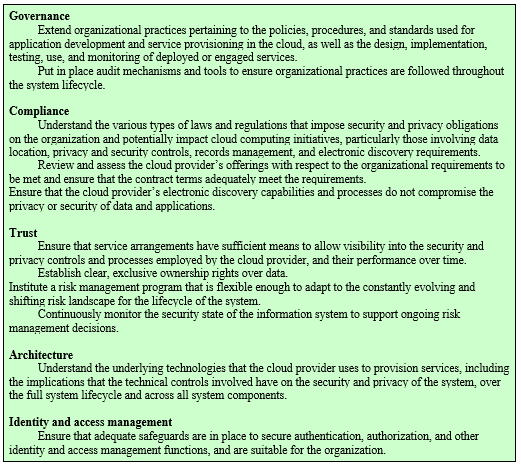 Governance
Extend organizational practices pertaining to the policies, procedures, and standards used for
application development and service provisioning in the cloud, as well as the design, implementation,
testing, use, and monitoring of deployed or engaged services.
Put in place audit mechanisms and tools to ensure organizational practices are followed throughout
the system lifecycle.
Compliance
Understand the various types of laws and regulations that impose security and privacy obligations
on the organization and potentially impact cloud computing initiatives, particularly those involving data
location, privacy and security controls, records management, and electronic discovery requirements.
Review and assess the cloud provider's offerings with respect to the organizational requirements to
be met and ensure that the contract terms adequately meet the requirements.
Ensure that the cloud provider's electronic discovery capabilities and processes do not compromise the
privacy or security of data and applications.
Trust
Ensure that service arrangements have sufficient means to allow visibility into the security and
privacy controls and processes employed by the cloud provider, and their performance over time.
Establish clear, exclusive ownership rights over data.
Institute a risk management program that is flexible enough to adapt to the constantly evolving and
shifting risk landscape for the lifecycle of the system.
Continuously monitor the security state of the information system to support ongoing risk
management decisions.
Architecture
Understand the underlying technologies that the cloud provider uses to provision services, including
the implications that the technical controls involved have on the security and privacy of the system, over
the full system lifecycle and across all system components.
Identity and access management
Ensure that adequate safeguards are in place to secure authentication, authorization, and other
identity and access management functions, and are suitable for the organization.